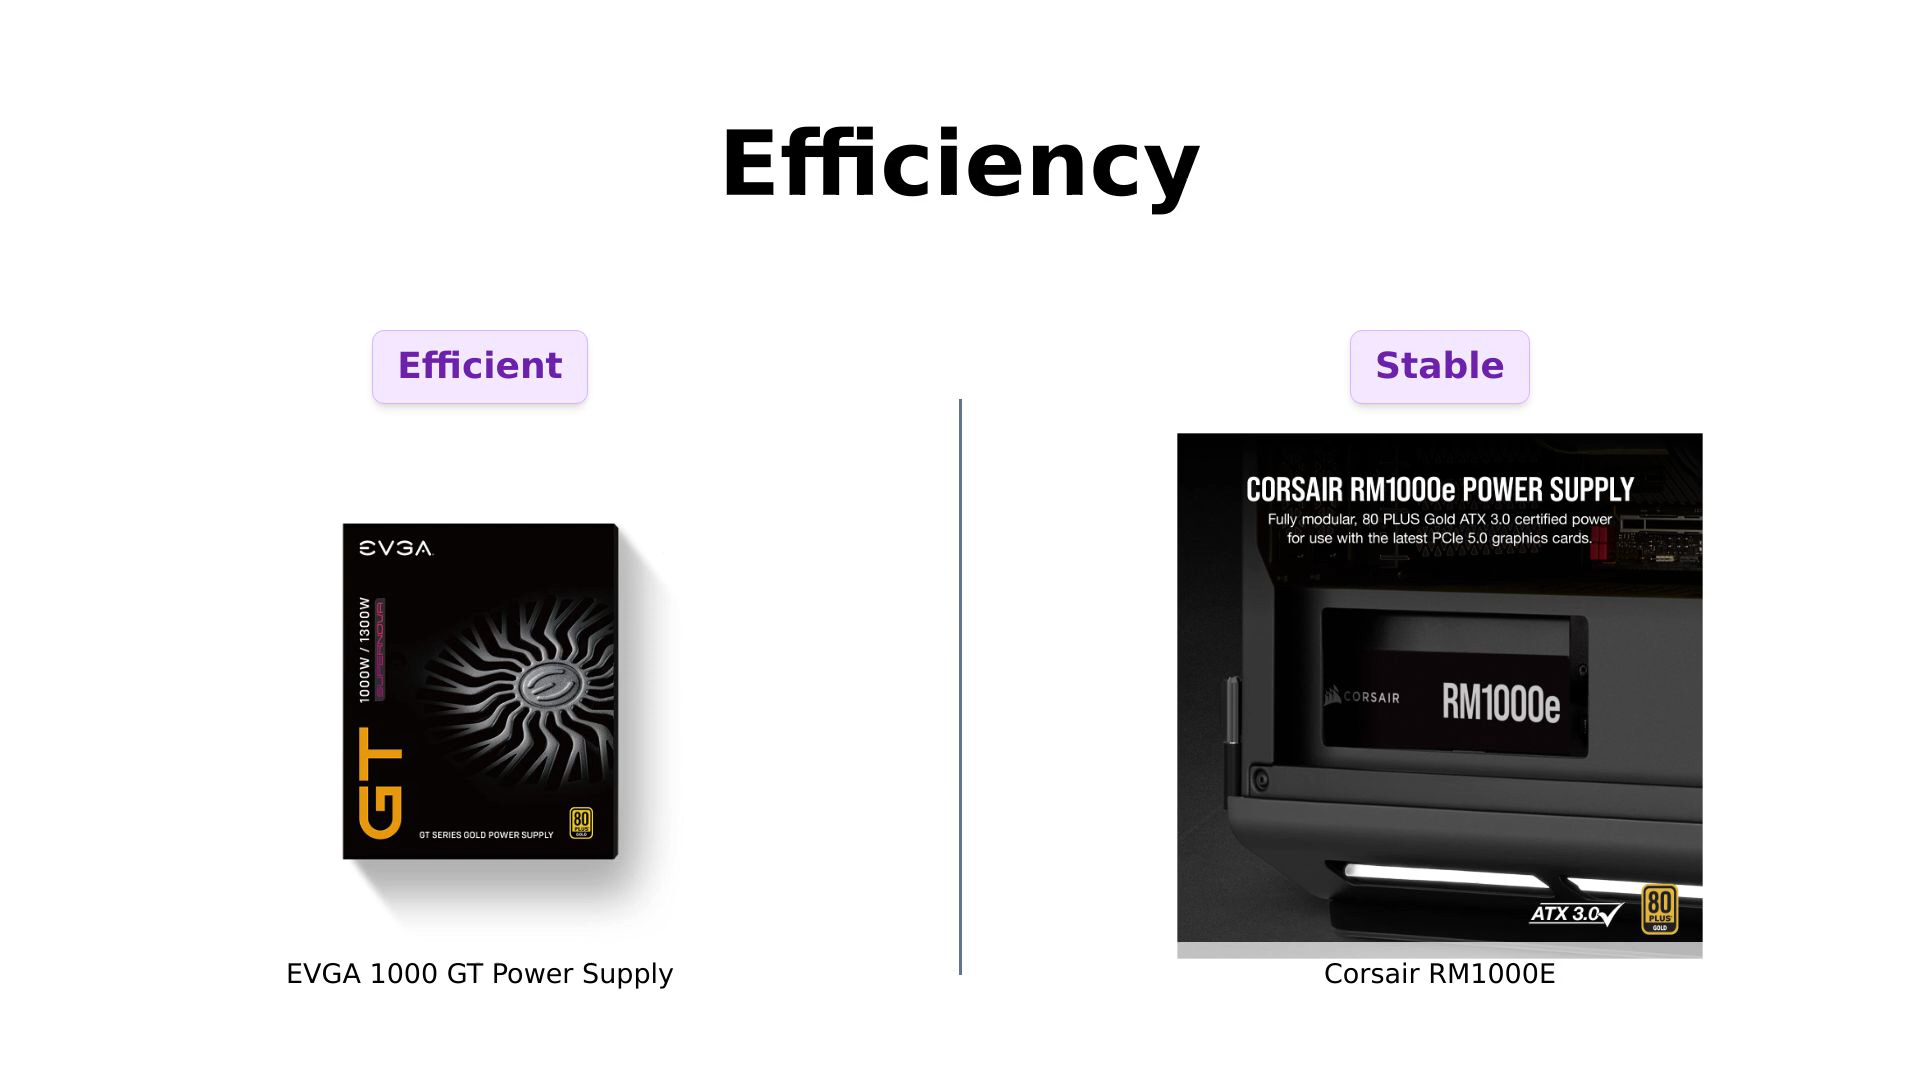 Efficiency
Efficient
EVGA
1000W / 1300W
SUPERNOVA
GT
GT SERIES GOLD POWER SUPPLY
80
PLUS
GOLD
EVGA 1000 GT Power Supply
Stable
CORSAIR RM1000e POWER SUPPLY
Fully modular, 80 PLUS Gold ATX 3.0 certified power
for use with the latest PCIe 5.0 graphics cards.
CORSAIR
RM1000e
ATX 3.0
80
PLUS
GOLD
Corsair RM1000E